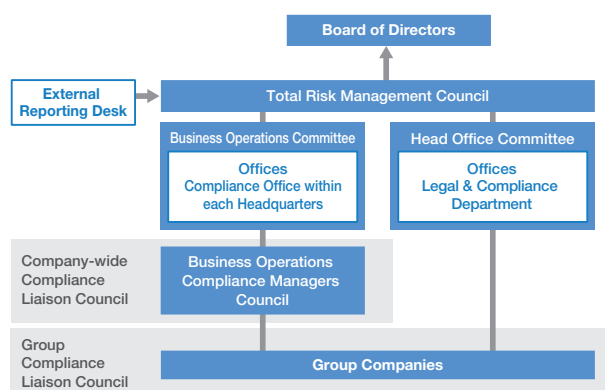 Board of Directors
External
Reporting Desk
Total Risk Management Council
Business Operations Committee
Offices
Compliance Office within
each Headquarters
Head Office Committee
Offices
Legal & Compliance
Department
Company-wide
Compliance
Liaison Council
Business Operations
Compliance Managers
Council
Group
Compliance
Liaison Council
Group Companies